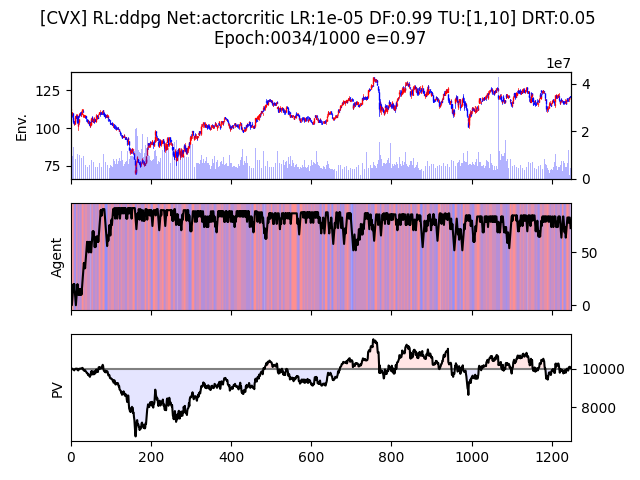 [CVX] RL:ddpg Net:actorcritic LR:1e-05 DF:0.99 TU:[1,10] DRT:0.05
Epoch:0034/1000 e=0.97
1e7
125
100
75
Env.
4
2
0
Agent
50
0
PV
10000
8000
0 200 400 600 800 1000 1200